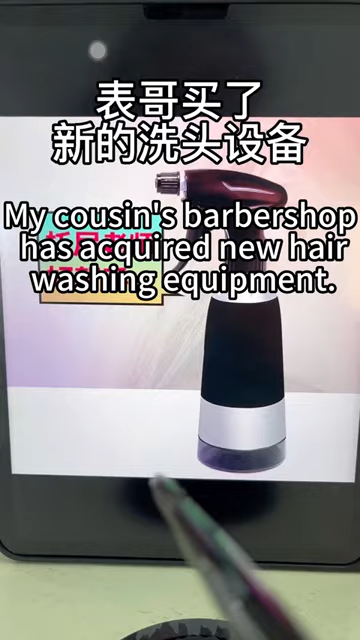 表哥买了
新的洗头设备
My cousin's barbershop
has acquired new hair
washing equipment.